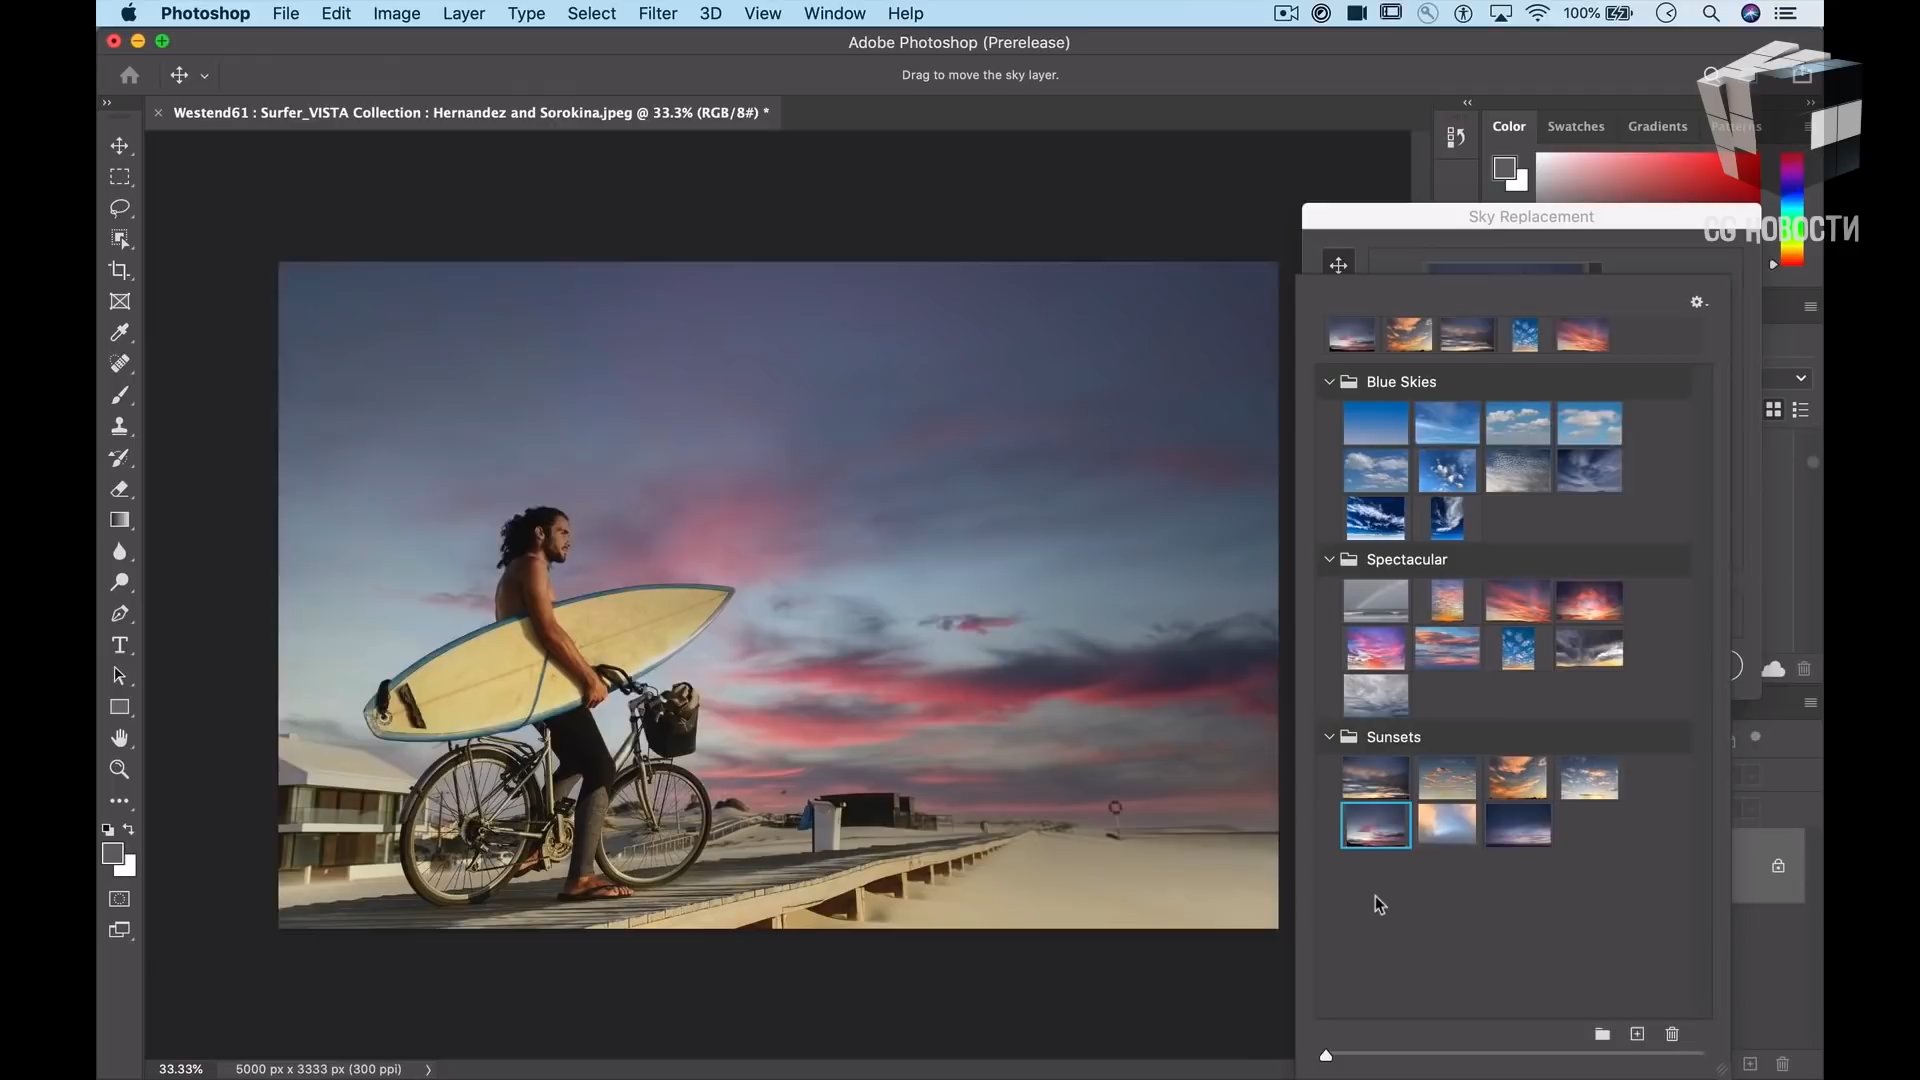 Photoshop File Edit Image Layer Type Select Filter 3D View Window Help 100%
Adobe Photoshop (Prerelease)
Drag to move the sky layer.
Westend61 : Surfer_VISTA Collection : Hernandez and Sorokina.jpeg @ 33.3% (RGB/8#) *
Color Swatches Gradients Patterns
Sky Replacement
CG НОВОСТИ
Blue Skies
Spectacular
Sunsets
33.33% 5000 px x 3333 px (300 ppi)